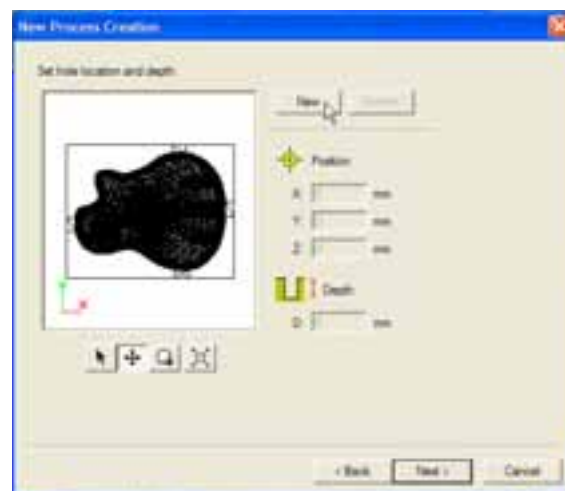 New Process Creation
Set hole location and depth
New
Position
X mm
Y mm
Z mm
Depth
D mm
< Back Next > Cancel